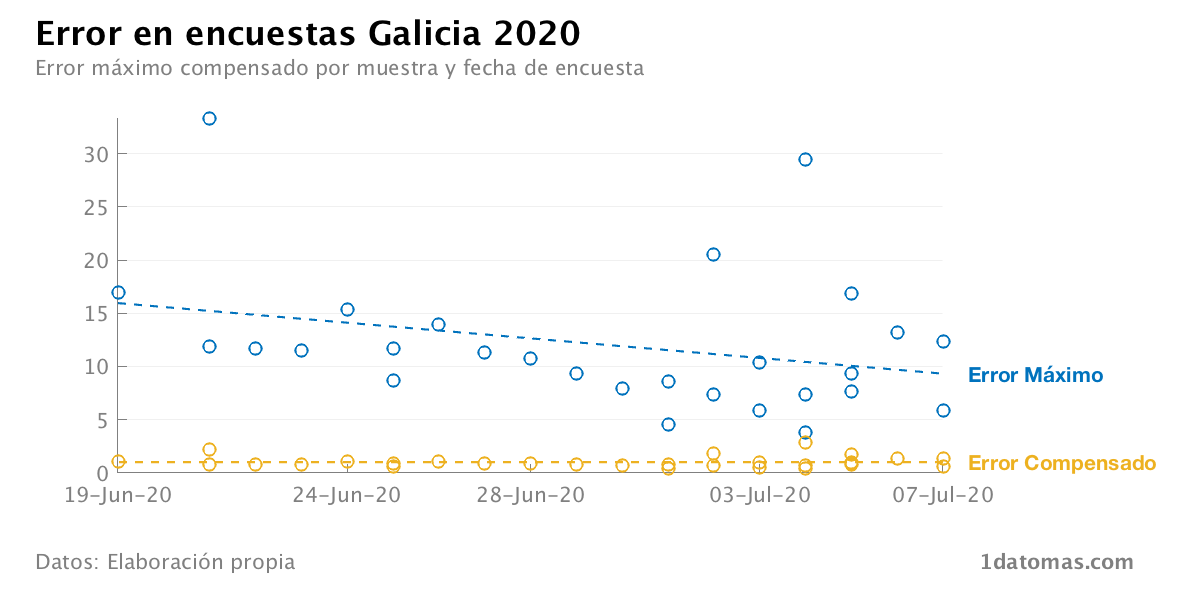 Error en encuestas Galicia 2020
Error máximo compensado por muestra y fecha de encuesta
30
25
20
15
10
5
0
Error Máximo
Error Compensado
19-Jun-20
24-Jun-20
28-Jun-20
03-Jul-20
07-Jul-20
Datos: Elaboración propia
1datomas.com